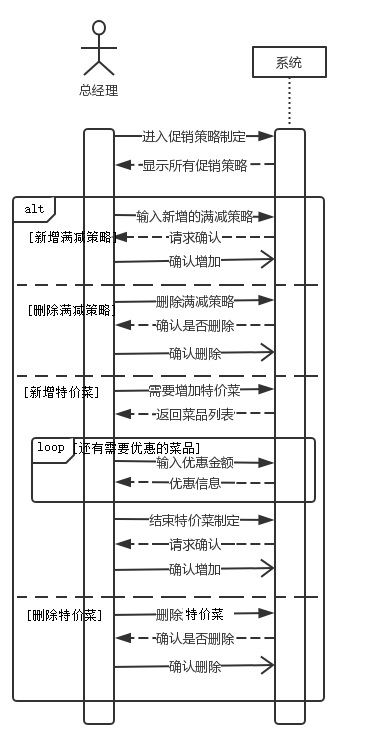 总经理
系统
进入促销策略制定
显示所有促销策略
alt
输入新增的满减策略
[新增满减策略]
请求确认
确认增加
删除满减策略
[删除满减策略]
确认是否删除
确认删除
[新增特价菜]
需要增加特价菜
返回菜品列表
loop [还有需要优惠的菜品]
输入优惠金额
优惠信息
结束特价菜制定
请求确认
确认增加
[删除特价菜]
删除 特价菜
确认是否删除
确认删除